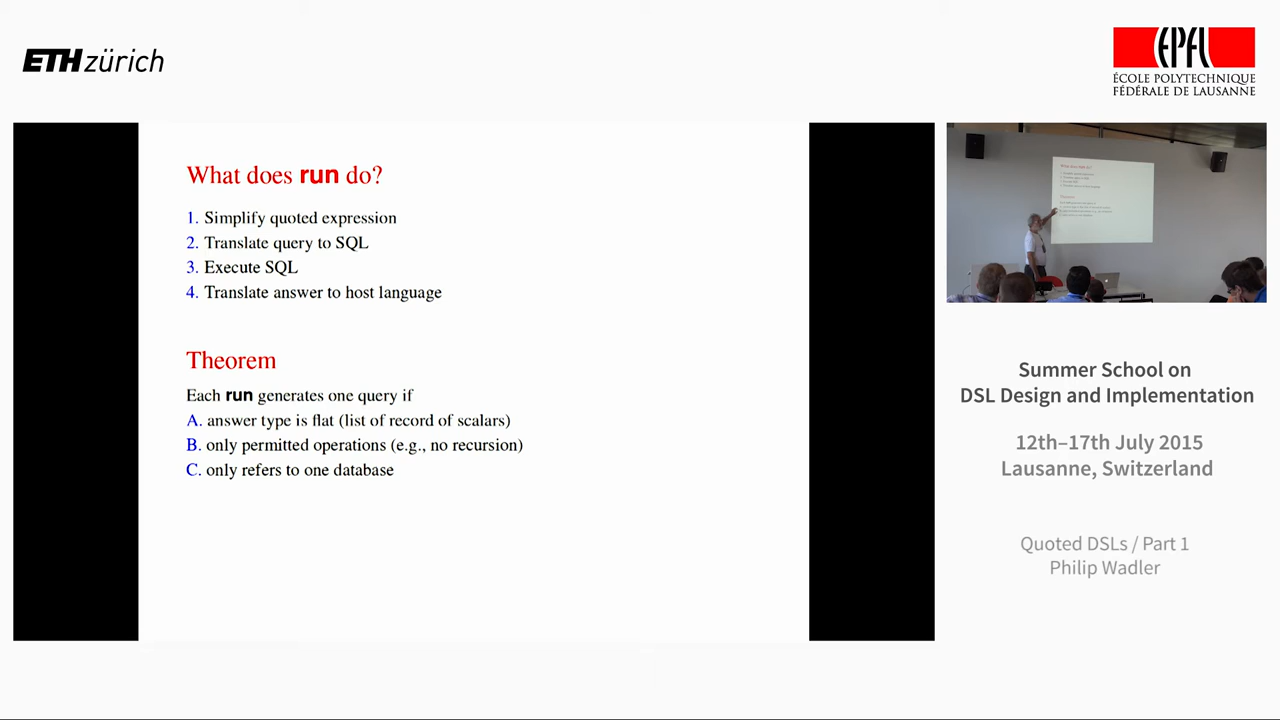 ETH zürich
EPFL
ÉCOLE POLYTECHNIQUE
FÉDÉRALE DE LAUSANNE
What does run do?
1. Simplify quoted expression
2. Translate query to SQL
3. Execute SQL
4. Translate answer to host language
Theorem
Each run generates one query if
A. answer type is flat (list of record of scalars)
B. only permitted operations (e.g., no recursion)
C. only refers to one database
Summer School on
DSL Design and Implementation
12th–17th July 2015
Lausanne, Switzerland
Quoted DSLs / Part 1
Philip Wadler